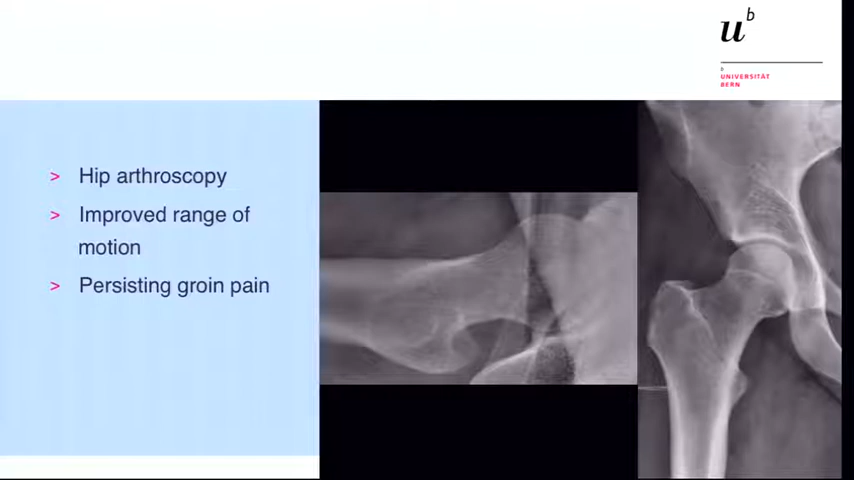 u^b
b
UNIVERSITÄT
BERN
> Hip arthroscopy
> Improved range of
motion
> Persisting groin pain